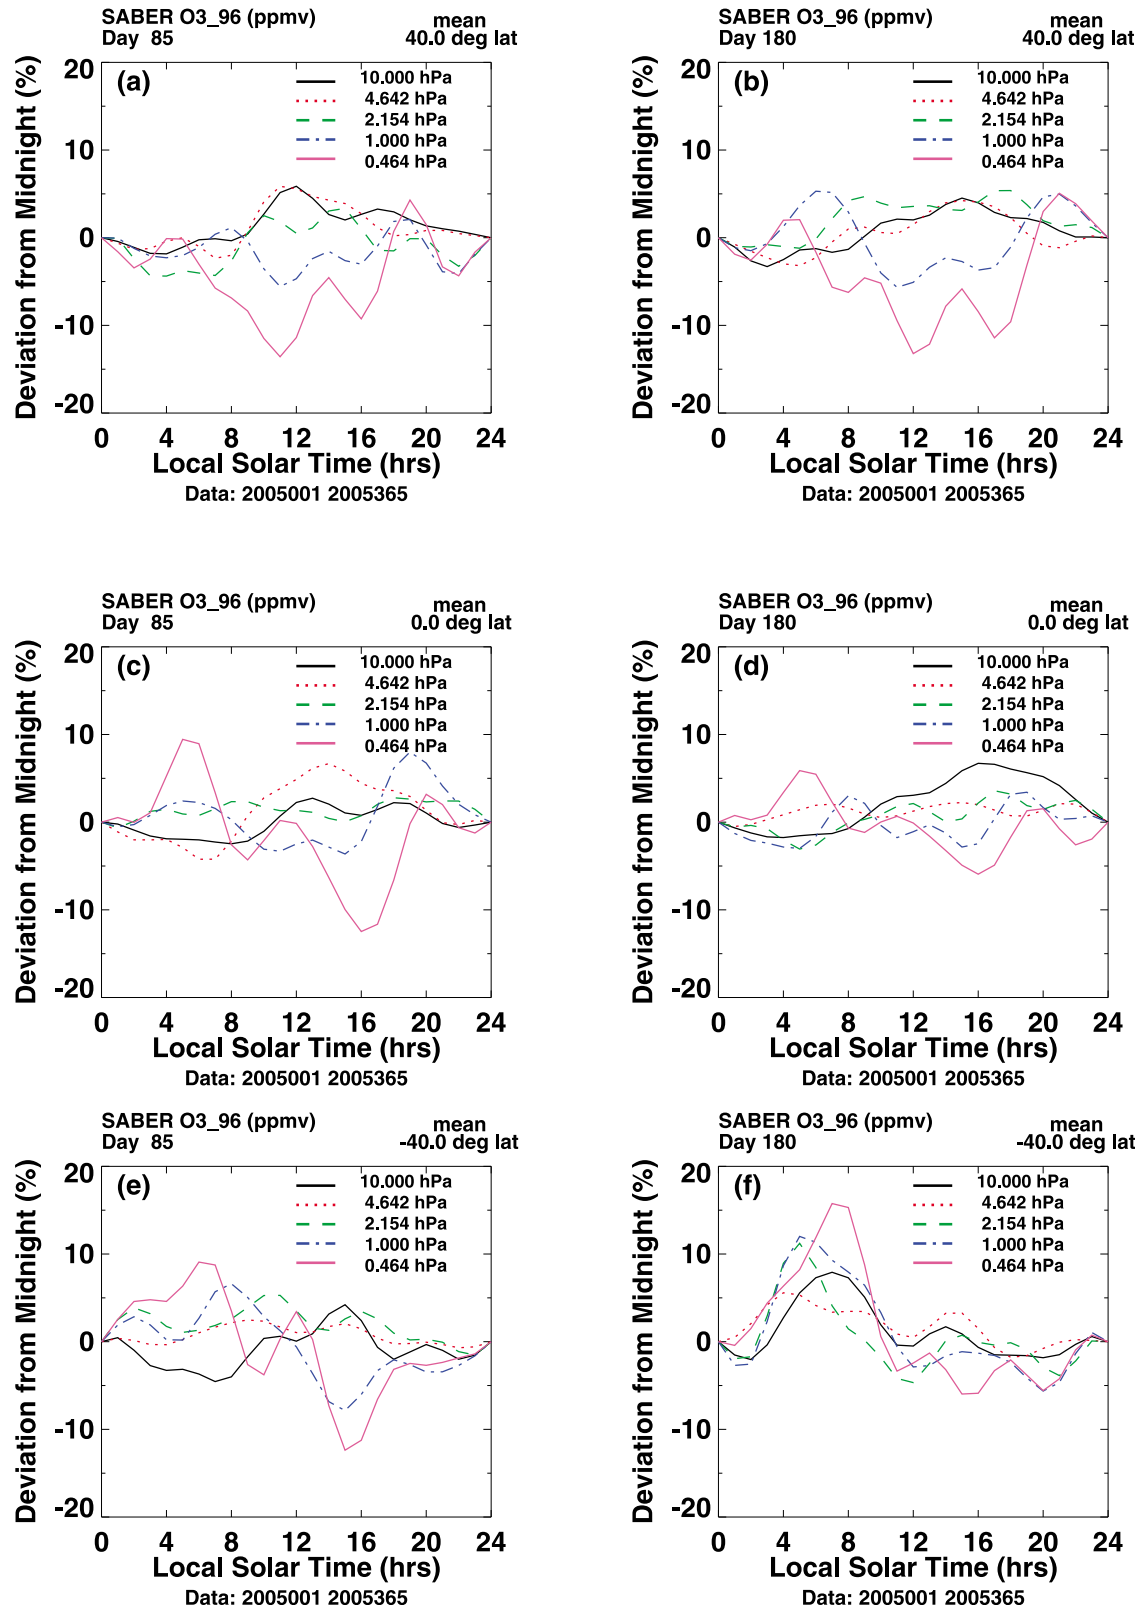 SABER O3_96 (ppmv) mean
Day 85 40.0 deg lat
(a)
10.000 hPa
4.642 hPa
2.154 hPa
1.000 hPa
0.464 hPa
Deviation from Midnight (%)
20
10
0
-10
-20
0 4 8 12 16 20 24
Local Solar Time (hrs)
Data: 2005001 2005365
SABER O3_96 (ppmv) mean
Day 180 40.0 deg lat
(b)
10.000 hPa
4.642 hPa
2.154 hPa
1.000 hPa
0.464 hPa
Deviation from Midnight (%)
20
10
0
-10
-20
0 4 8 12 16 20 24
Local Solar Time (hrs)
Data: 2005001 2005365
SABER O3_96 (ppmv) mean
Day 85 0.0 deg lat
(c)
10.000 hPa
4.642 hPa
2.154 hPa
1.000 hPa
0.464 hPa
Deviation from Midnight (%)
20
10
0
-10
-20
0 4 8 12 16 20 24
Local Solar Time (hrs)
Data: 2005001 2005365
SABER O3_96 (ppmv) mean
Day 180 0.0 deg lat
(d)
10.000 hPa
4.642 hPa
2.154 hPa
1.000 hPa
0.464 hPa
Deviation from Midnight (%)
20
10
0
-10
-20
0 4 8 12 16 20 24
Local Solar Time (hrs)
Data: 2005001 2005365
SABER O3_96 (ppmv) mean
Day 85 -40.0 deg lat
(e)
10.000 hPa
4.642 hPa
2.154 hPa
1.000 hPa
0.464 hPa
Deviation from Midnight (%)
20
10
0
-10
-20
0 4 8 12 16 20 24
Local Solar Time (hrs)
Data: 2005001 2005365
SABER O3_96 (ppmv) mean
Day 180 -40.0 deg lat
(f)
10.000 hPa
4.642 hPa
2.154 hPa
1.000 hPa
0.464 hPa
Deviation from Midnight (%)
20
10
0
-10
-20
0 4 8 12 16 20 24
Local Solar Time (hrs)
Data: 2005001 2005365